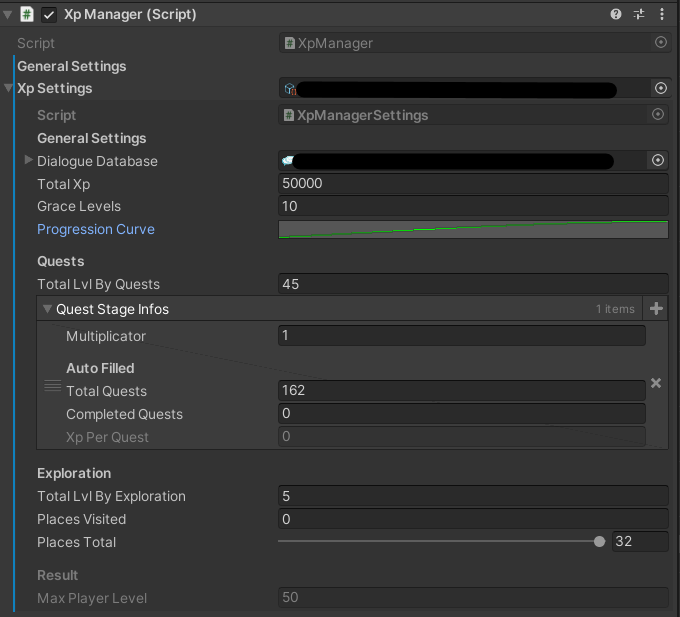 Xp Manager (Script)
Script XpManager
General Settings
Xp Settings
Script XpManagerSettings
General Settings
Dialogue Database
Total Xp 50000
Grace Levels 10
Progression Curve
Quests
Total Lvl By Quests 45
Quest Stage Infos 1 items
Multiplicator 1
Auto Filled
Total Quests 162
Completed Quests 0
Xp Per Quest 0
Exploration
Total Lvl By Exploration 5
Places Visited 0
Places Total 32
Result
Max Player Level 50